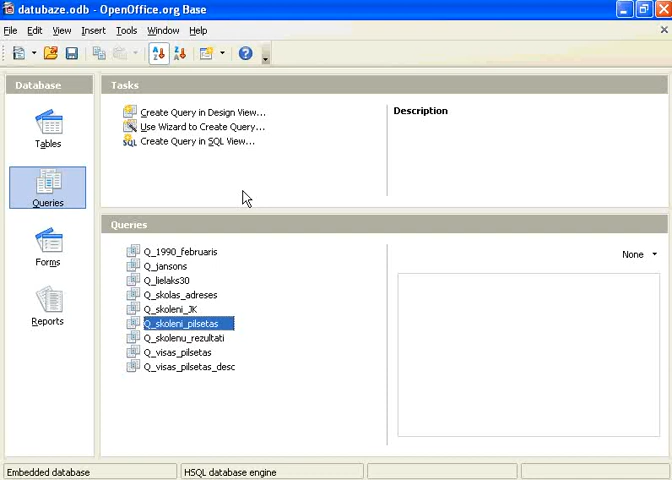 datubaze.odb - OpenOffice.org Base
File Edit View Insert Tools Window Help
Database
Tables
Queries
Forms
Reports
Tasks
Create Query in Design View...
Use Wizard to Create Query...
Create Query in SQL View...
Description
Queries
Q_1990_februaris
Q_jansons
Q_lielaks30
Q_skolas_adreses
Q_skoleni_JK
Q_skoleni_pilsetas
Q_skolenu_rezultati
Q_visas_pilsetas
Q_visas_pilsetas_desc
None
Embedded database
HSQL database engine